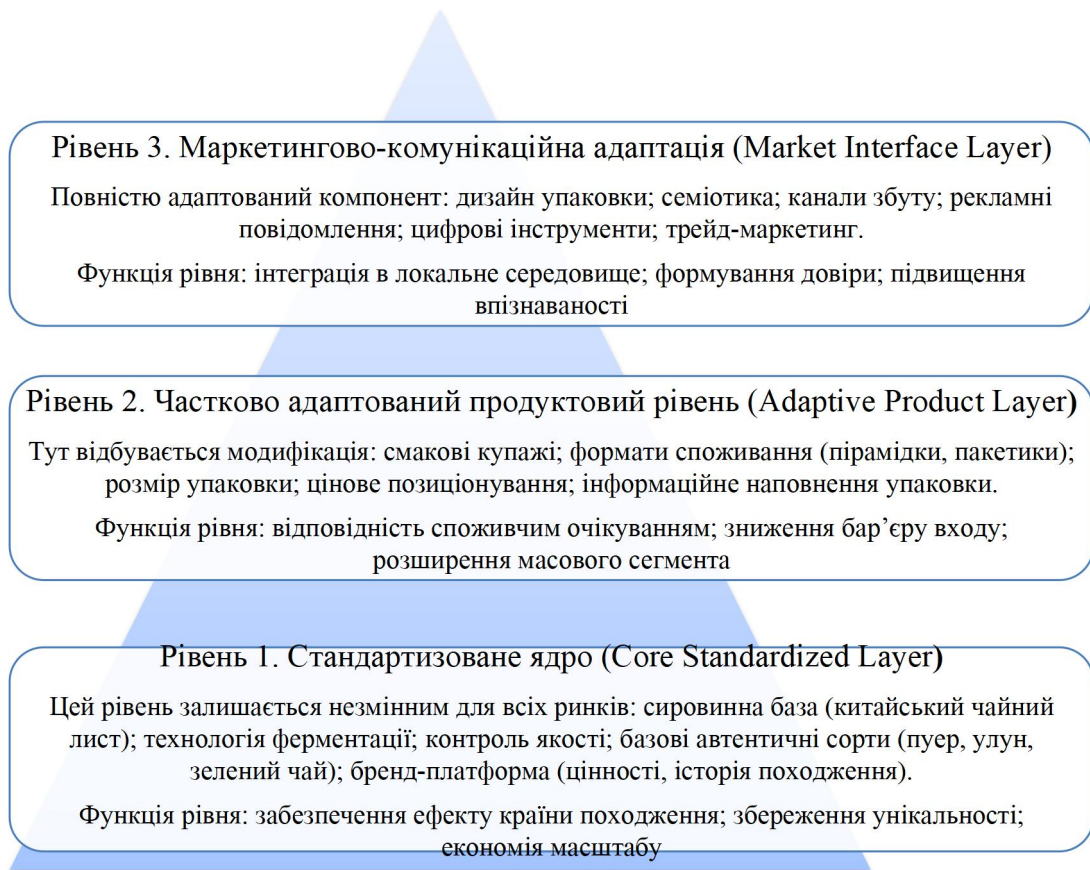 Рівень 3. Маркетингово-комунікаційна адаптація (Market Interface Layer)
Повністю адаптований компонент: дизайн упаковки; семіотика; канали збуту; рекламні
повідомлення; цифрові інструменти; трейд-маркетинг.
Функція рівня: інтеграція в локальне середовище; формування довіри; підвищення
впізнаваності
Рівень 2. Частково адаптований продуктовий рівень (Adaptive Product Layer)
Тут відбувається модифікація: смакові купажі; формати споживання (пірамідки, пакетики);
розмір упаковки; цінове позиціонування; інформаційне наповнення упаковки.
Функція рівня: відповідність споживчим очікуванням; зниження бар’єру входу;
розширення масового сегмента
Рівень 1. Стандартизоване ядро (Core Standardized Layer)
Цей рівень залишається незмінним для всіх ринків: сировинна база (китайський чайний
лист); технологія ферментації; контроль якості; базові автентичні сорти (пуер, улун,
зелений чай); бренд-платформа (цінності, історія походження).
Функція рівня: забезпечення ефекту країни походження; збереження унікальності;
економія масштабу